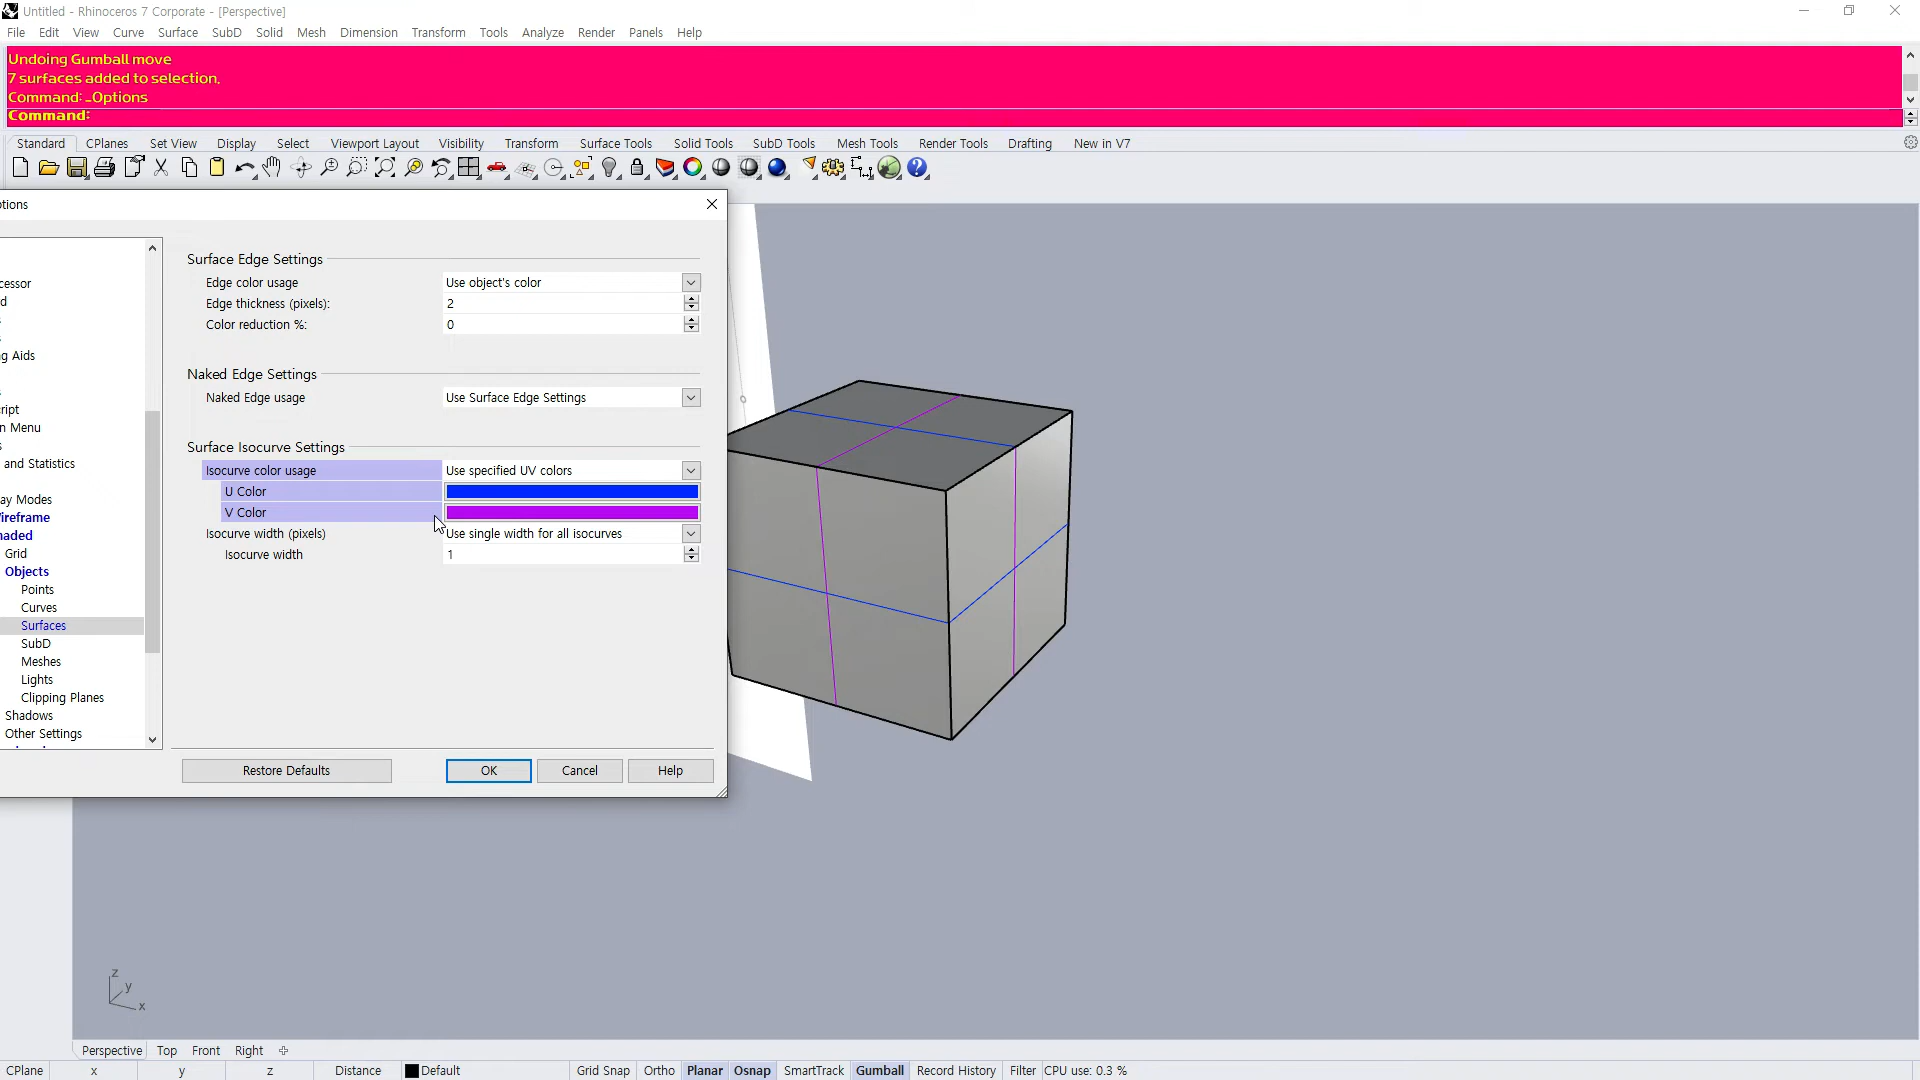 Untitled - Rhinoceros 7 Corporate - [Perspective]
File Edit View Curve Surface SubD Solid Mesh Dimension Transform Tools Analyze Render Panels Help
Undoing Gumball move
7 surfaces added to selection.
Command: _Options
Command:
Standard CPlanes Set View Display Select Viewport Layout Visibility Transform Surface Tools Solid Tools SubD Tools Mesh Tools Render Tools Drafting New in V7
tions
Surface Edge Settings
Edge color usage Use object's color
Edge thickness (pixels): 2
Color reduction %: 0
Naked Edge Settings
Naked Edge usage Use Surface Edge Settings
Surface Isocurve Settings
Isocurve color usage Use specified UV colors
U Color
V Color
Isocurve width (pixels) Use single width for all isocurves
Isocurve width 1
cessor
d
g Aids
ript
n Menu
s
and Statistics
ay Modes
ireframe
haded
Grid
Objects
Points
Curves
Surfaces
SubD
Meshes
Lights
Clipping Planes
Shadows
Other Settings
Restore Defaults OK Cancel Help
z
y
x
Perspective Top Front Right
CPlane x y z Distance Default Grid Snap Ortho Planar Osnap SmartTrack Gumball Record History Filter CPU use: 0.3 %